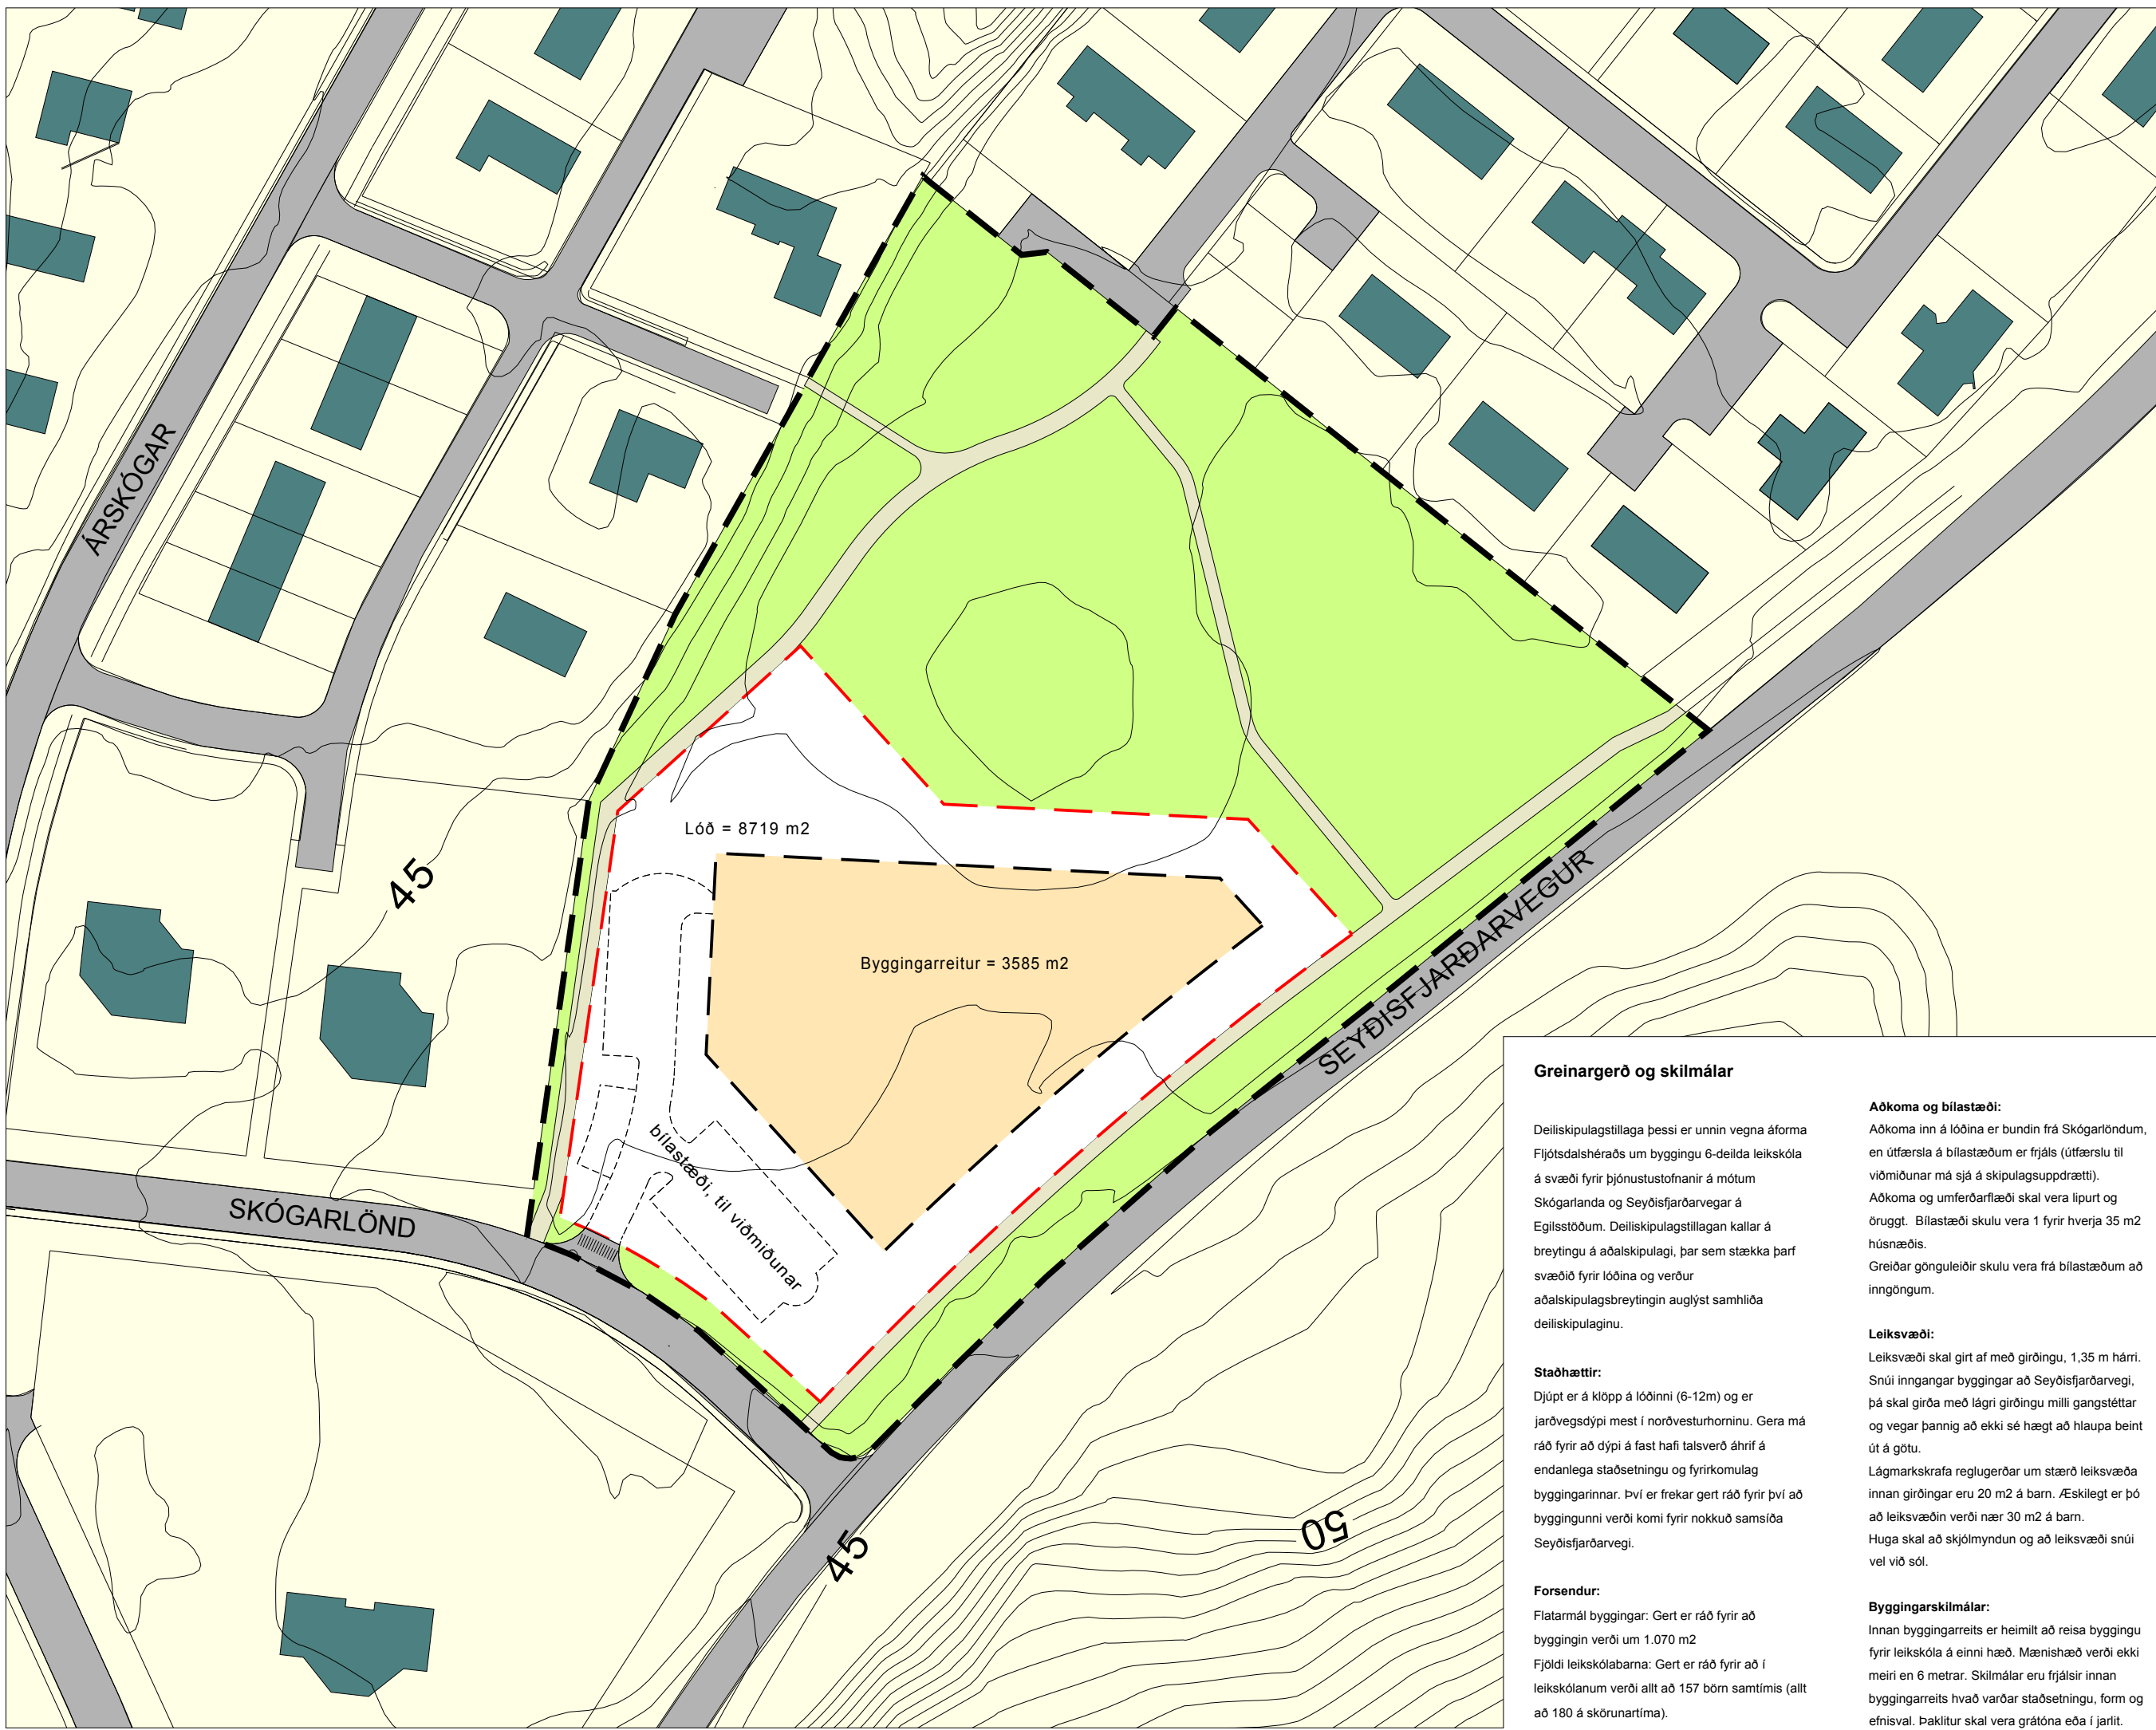 ÁRSKÓGAR
45
Lóð = 8719 m2
Byggingarreitur = 3585 m2
SEYÐISFJARÐARVEGUR
bílastæði, til viðmiðunar
SKÓGARLÖND
45
50
Greinargerð og skilmálar
Deiliskipulagstillaga þessi er unnin vegna áforma
Fljótsdalshéraðs um byggingu 6-deilda leikskóla
á svæði fyrir þjónustustofnanir á mótum
Skógarlanda og Seyðisfjarðarvegar á
Egilsstöðum. Deiliskipulagstillagan kallar á
breytingu á aðalskipulagi, þar sem stækka þarf
svæðið fyrir lóðina og verður
aðalskipulagsbreytingin auglýst samhliða
deiliskipulaginu.
Staðhættir:
Djúpt er á klöpp á lóðinni (6-12m) og er
jarðvegsdýpi mest í norðvesturhorninu. Gera má
ráð fyrir að dýpi á fast hafi talsverð áhrif á
endanlega staðsetningu og fyrirkomulag
byggingarinnar. Því er frekar gert ráð fyrir því að
byggingunni verði komi fyrir nokkuð samsíða
Seyðisfjarðarvegi.
Forsendur:
Flatarmál byggingar: Gert er ráð fyrir að
byggingin verði um 1.070 m2
Fjöldi leikskólabarna: Gert er ráð fyrir að í
leikskólanum verði allt að 157 börn samtímis (allt
að 180 á skörunartíma).
Aðkoma og bílastæði:
Aðkoma inn á lóðina er bundin frá Skógarlöndum,
en útfærsla á bílastæðum er frjáls (útfærslu til
viðmiðunar má sjá á skipulagsuppdrætti).
Aðkoma og umferðarflæði skal vera lipurt og
öruggt. Bílastæði skulu vera 1 fyrir hverja 35 m2
húsnæðis.
Greiðar gönguleiðir skulu vera frá bílastæðum að
inngöngum.
Leiksvæði:
Leiksvæði skal girt af með girðingu, 1,35 m hárri.
Snúi inngangar byggingar að Seyðisfjarðarvegi,
þá skal girða með lágri girðingu milli gangstéttar
og vegar þannig að ekki sé hægt að hlaupa beint
út á götu.
Lágmarkskrafa reglugerðar um stærð leiksvæða
innan girðingar eru 20 m2 á barn. Æskilegt er þó
að leiksvæðin verði nær 30 m2 á barn.
Huga skal að skjólmyndun og að leiksvæði snúi
vel við sól.
Byggingarskilmálar:
Innan byggingarreits er heimilt að reisa byggingu
fyrir leikskóla á einni hæð. Mænishæð verði ekki
meiri en 6 metrar. Skilmálar eru frjálsir innan
byggingarreits hvað varðar staðsetningu, form og
efnisval. Þaklitur skal vera grátóna eða í jarlit.